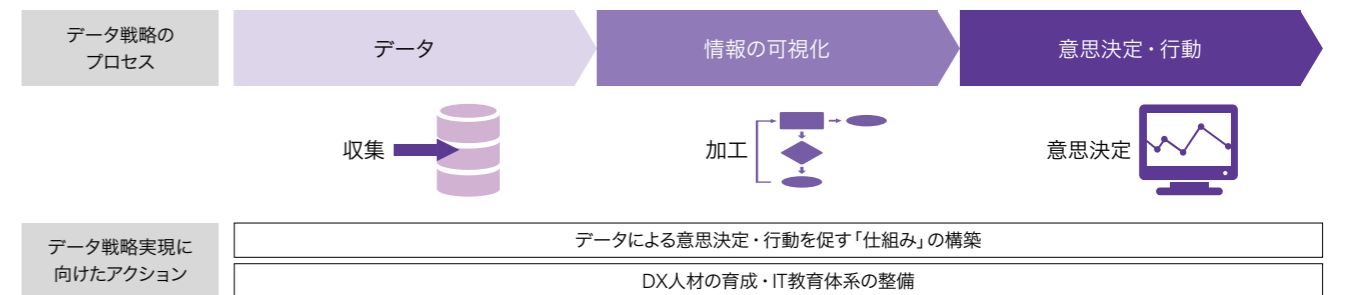 データ戦略の
プロセス
データ
情報の可視化
意思決定・行動
収集
加工
意思決定
データ戦略実現に
向けたアクション
データによる意思決定・行動を促す「仕組み」の構築
DX人材の育成・IT教育体系の整備